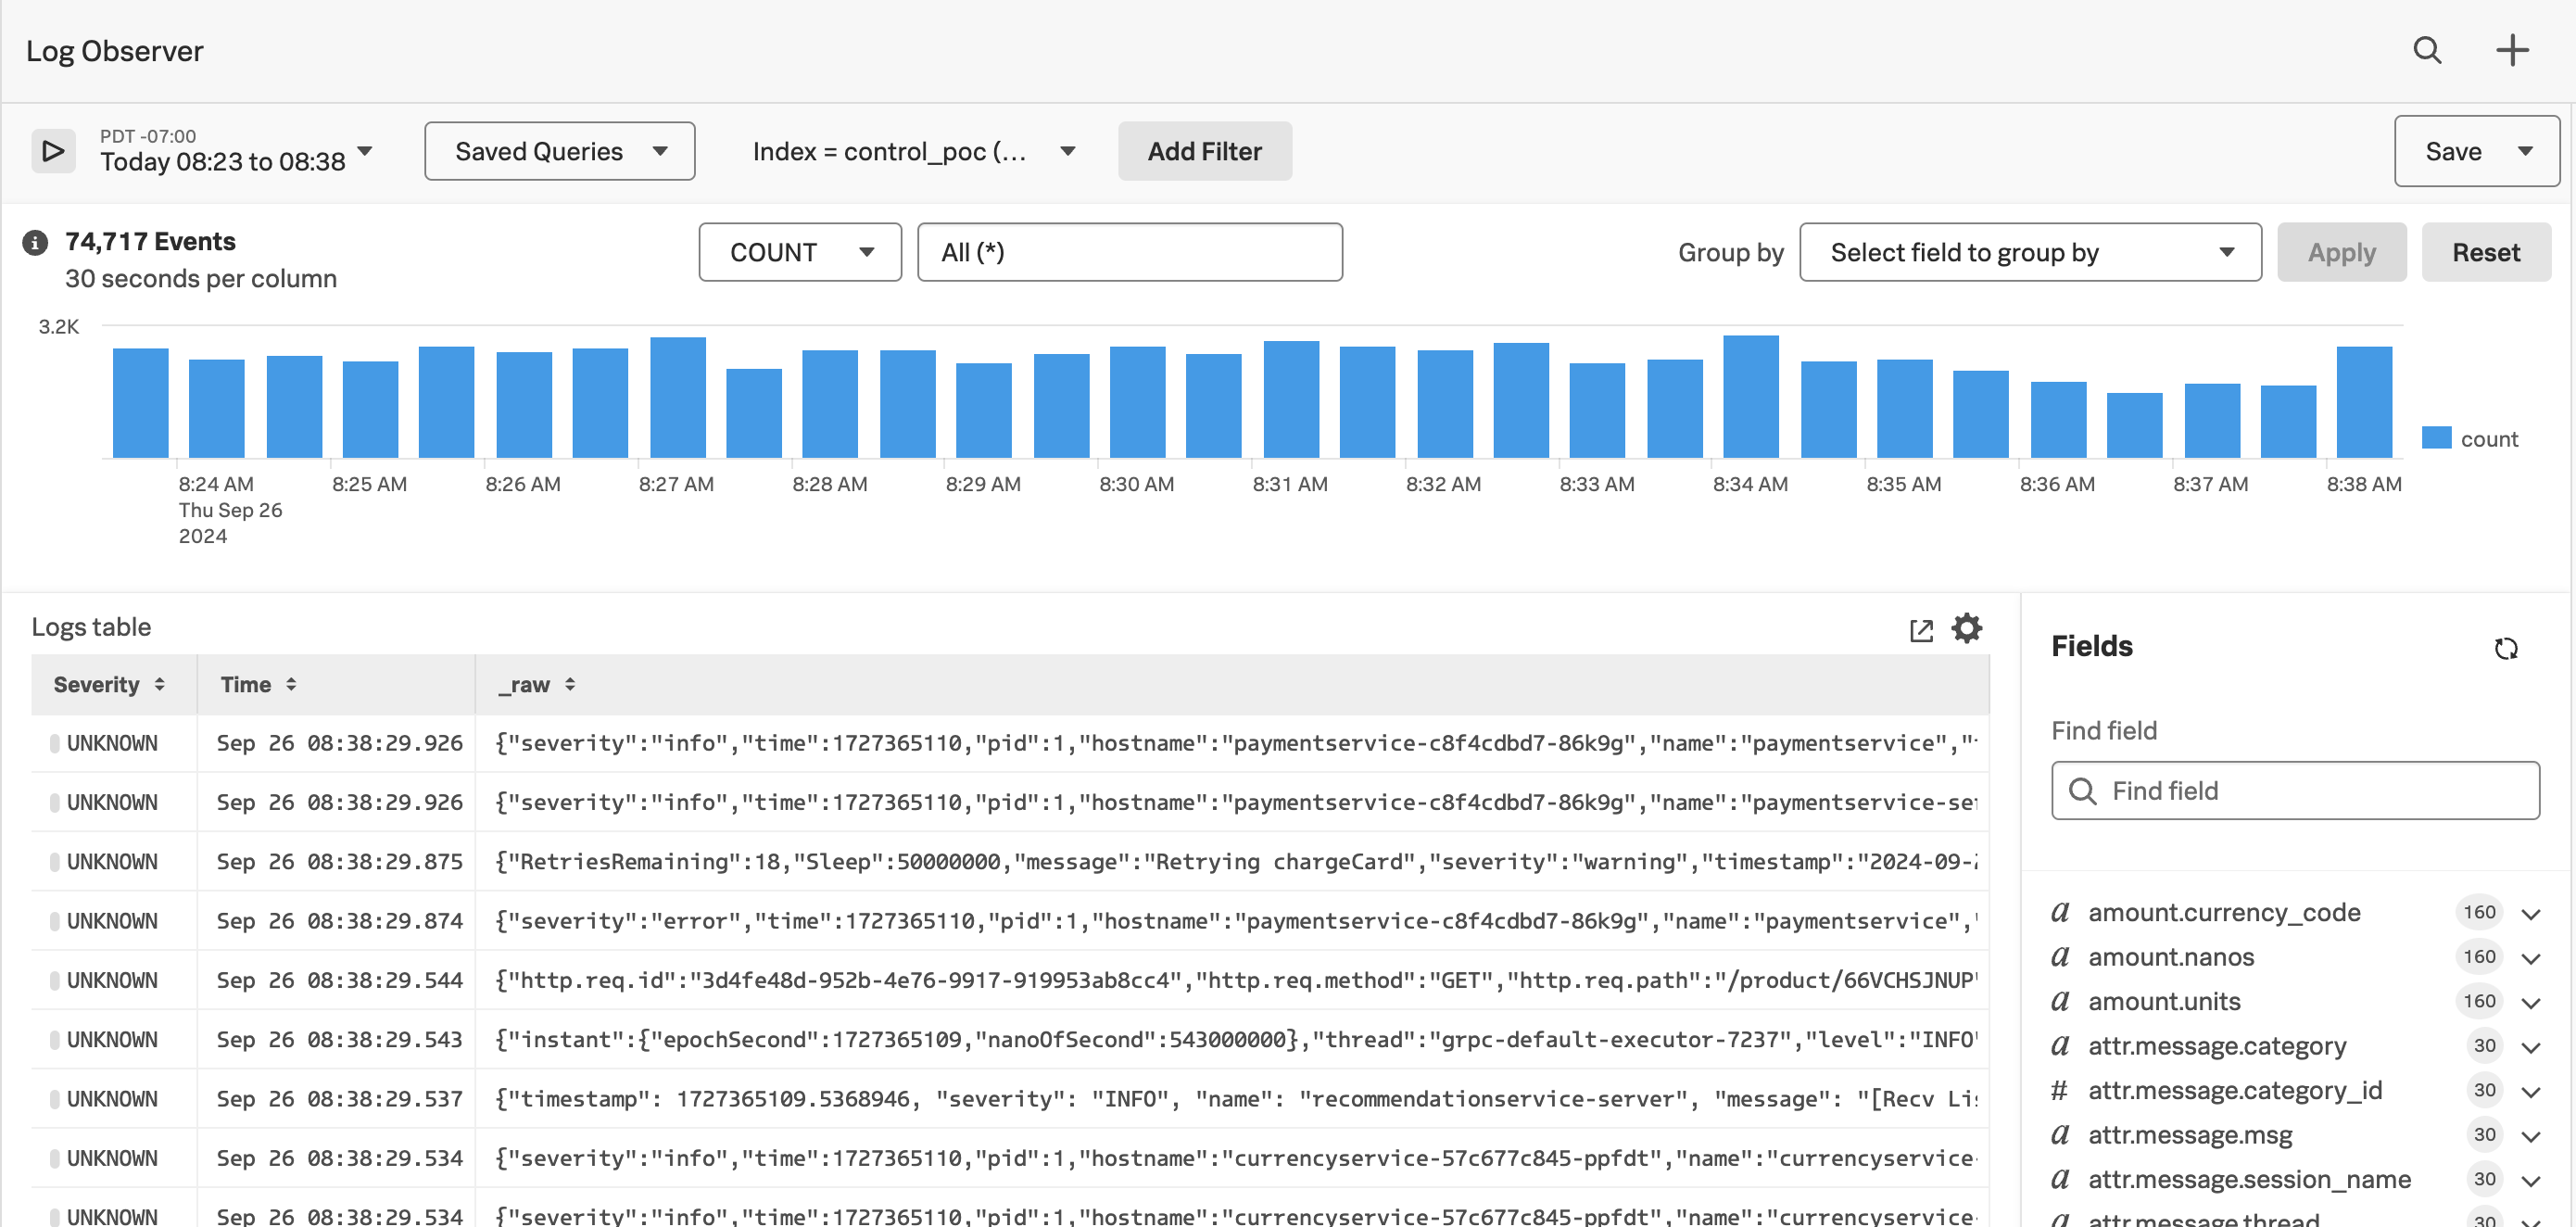 Log Observer
PDT -07:00
Today 08:23 to 08:38
Saved Queries
Index = control_poc (...
Add Filter
Save
74,717 Events
30 seconds per column
COUNT
All (*)
Group by
Select field to group by
Apply
Reset
3.2K
count
8:24 AM 8:25 AM 8:26 AM 8:27 AM 8:28 AM 8:29 AM 8:30 AM 8:31 AM 8:32 AM 8:33 AM 8:34 AM 8:35 AM 8:36 AM 8:37 AM 8:38 AM
Thu Sep 26
2024
Logs table
Severity Time _raw
UNKNOWN Sep 26 08:38:29.926 {"severity":"info","time":1727365110,"pid":1,"hostname":"paymentservice-c8f4cdbd7-86k9g","name":"paymentservice","
UNKNOWN Sep 26 08:38:29.926 {"severity":"info","time":1727365110,"pid":1,"hostname":"paymentservice-c8f4cdbd7-86k9g","name":"paymentservice-se
UNKNOWN Sep 26 08:38:29.875 {"RetriesRemaining":18,"Sleep":50000000,"message":"Retrying chargeCard","severity":"warning","timestamp":"2024-09-
UNKNOWN Sep 26 08:38:29.874 {"severity":"error","time":1727365110,"pid":1,"hostname":"paymentservice-c8f4cdbd7-86k9g","name":"paymentservice",
UNKNOWN Sep 26 08:38:29.544 {"http.req.id":"3d4fe48d-952b-4e76-9917-919953ab8cc4","http.req.method":"GET","http.req.path":"/product/66VCHSJNUP
UNKNOWN Sep 26 08:38:29.543 {"instant":{"epochSecond":1727365109,"nanoOfSecond":543000000},"thread":"grpc-default-executor-7237","level":"INFO
UNKNOWN Sep 26 08:38:29.537 {"timestamp": 1727365109.5368946, "severity": "INFO", "name": "recommendationservice-server", "message": "[Recv Lis
UNKNOWN Sep 26 08:38:29.534 {"severity":"info","time":1727365110,"pid":1,"hostname":"currencyservice-57c677c845-ppfdt","name":"currencyservice-
UNKNOWN Sep 26 08:38:29.534 {"severity":"info","time":1727365110,"pid":1,"hostname":"currencyservice-57c677c845-ppfdt","name":"currencyservice-
Fields
Find field
Find field
a amount.currency_code 160
a amount.nanos 160
a amount.units 160
a attr.message.category 30
# attr.message.category_id 30
a attr.message.msg 30
a attr.message.session_name 30
a attr.message.thread 30